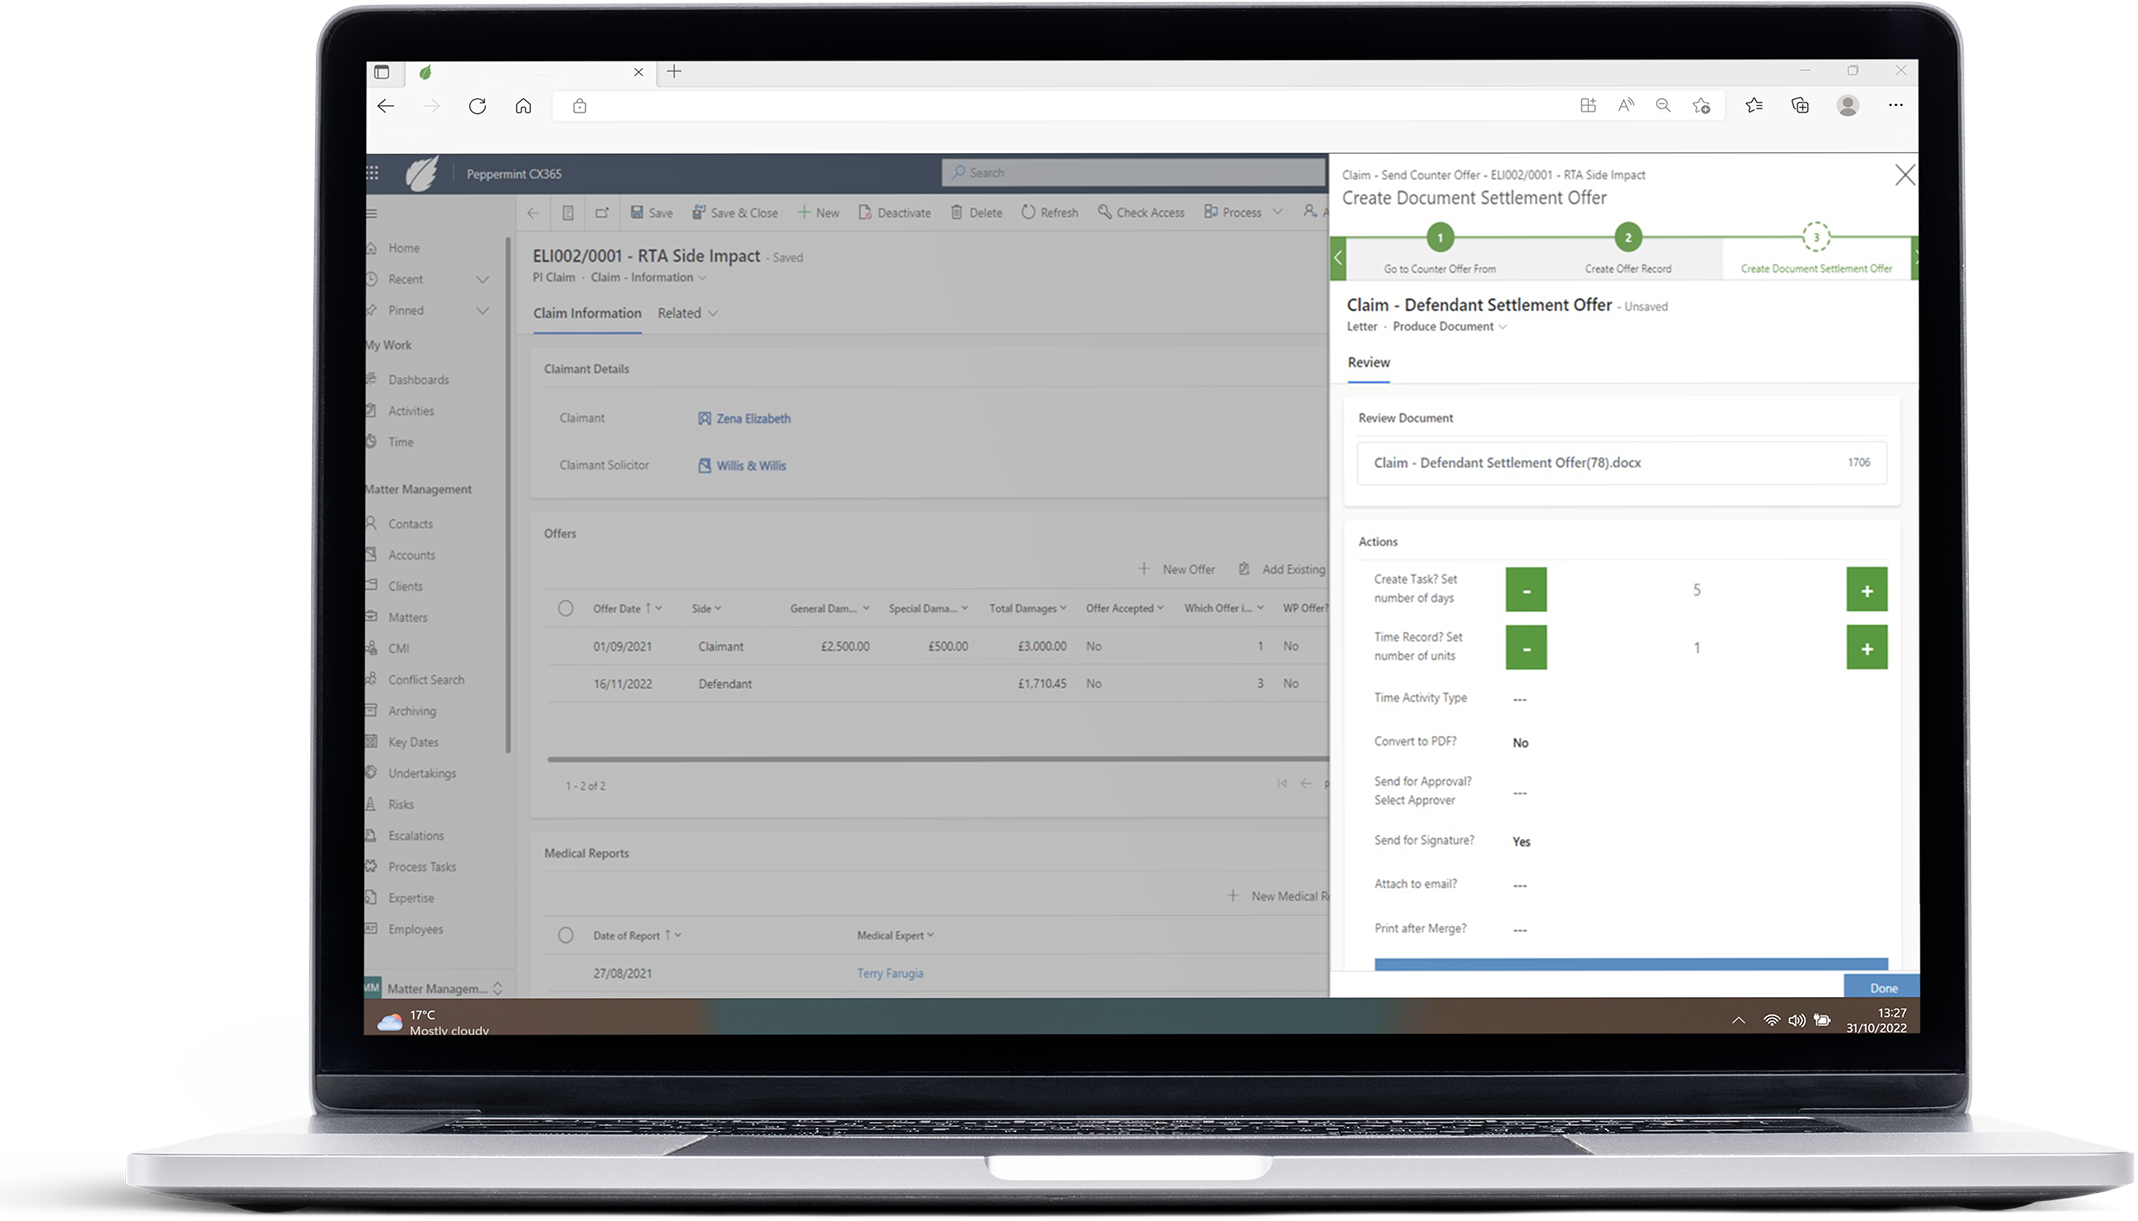 Peppermint CX365
Search
Save
Save & Close
New
Deactivate
Delete
Refresh
Check Access
Process
A
Home
Recent
Pinned
My Work
Dashboards
Activities
Time
Matter Management
Contacts
Accounts
Clients
Matters
CMI
Conflict Search
Archiving
Key Dates
Undertakings
Risks
Escalations
Process Tasks
Expertise
Employees
MM Matter Managem...
ELI002/0001 - RTA Side Impact - Saved
PI Claim · Claim - Information
Claim Information Related
Claimant Details
Claimant Zena Elizabeth
Claimant Solicitor Willis & Willis
Offers
New Offer Add Existing
Offer Date ↑ Side General Dam... Special Dama... Total Damages Offer Accepted Which Offer i... WP Offer?
01/09/2021 Claimant £2,500.00 £500.00 £3,000.00 No 1 No
16/11/2022 Defendant £1,710.45 No 3 No
1 - 2 of 2
Medical Reports
New Medical R
Date of Report ↑ Medical Expert
27/08/2021 Terry Farugia
Claim - Send Counter Offer - ELI002/0001 - RTA Side Impact
Create Document Settlement Offer
1 2 3
Go to Counter Offer From Create Offer Record Create Document Settlement Offer
Claim - Defendant Settlement Offer - Unsaved
Letter · Produce Document
Review
Review Document
Claim - Defendant Settlement Offer(78).docx 1706
Actions
Create Task? Set
number of days
- 5 +
Time Record? Set
number of units
- 1 +
Time Activity Type ---
Convert to PDF? No
Send for Approval?
Select Approver
---
Send for Signature? Yes
Attach to email? ---
Print after Merge? ---
Done
17°C
Mostly cloudy
13:27
31/10/2022